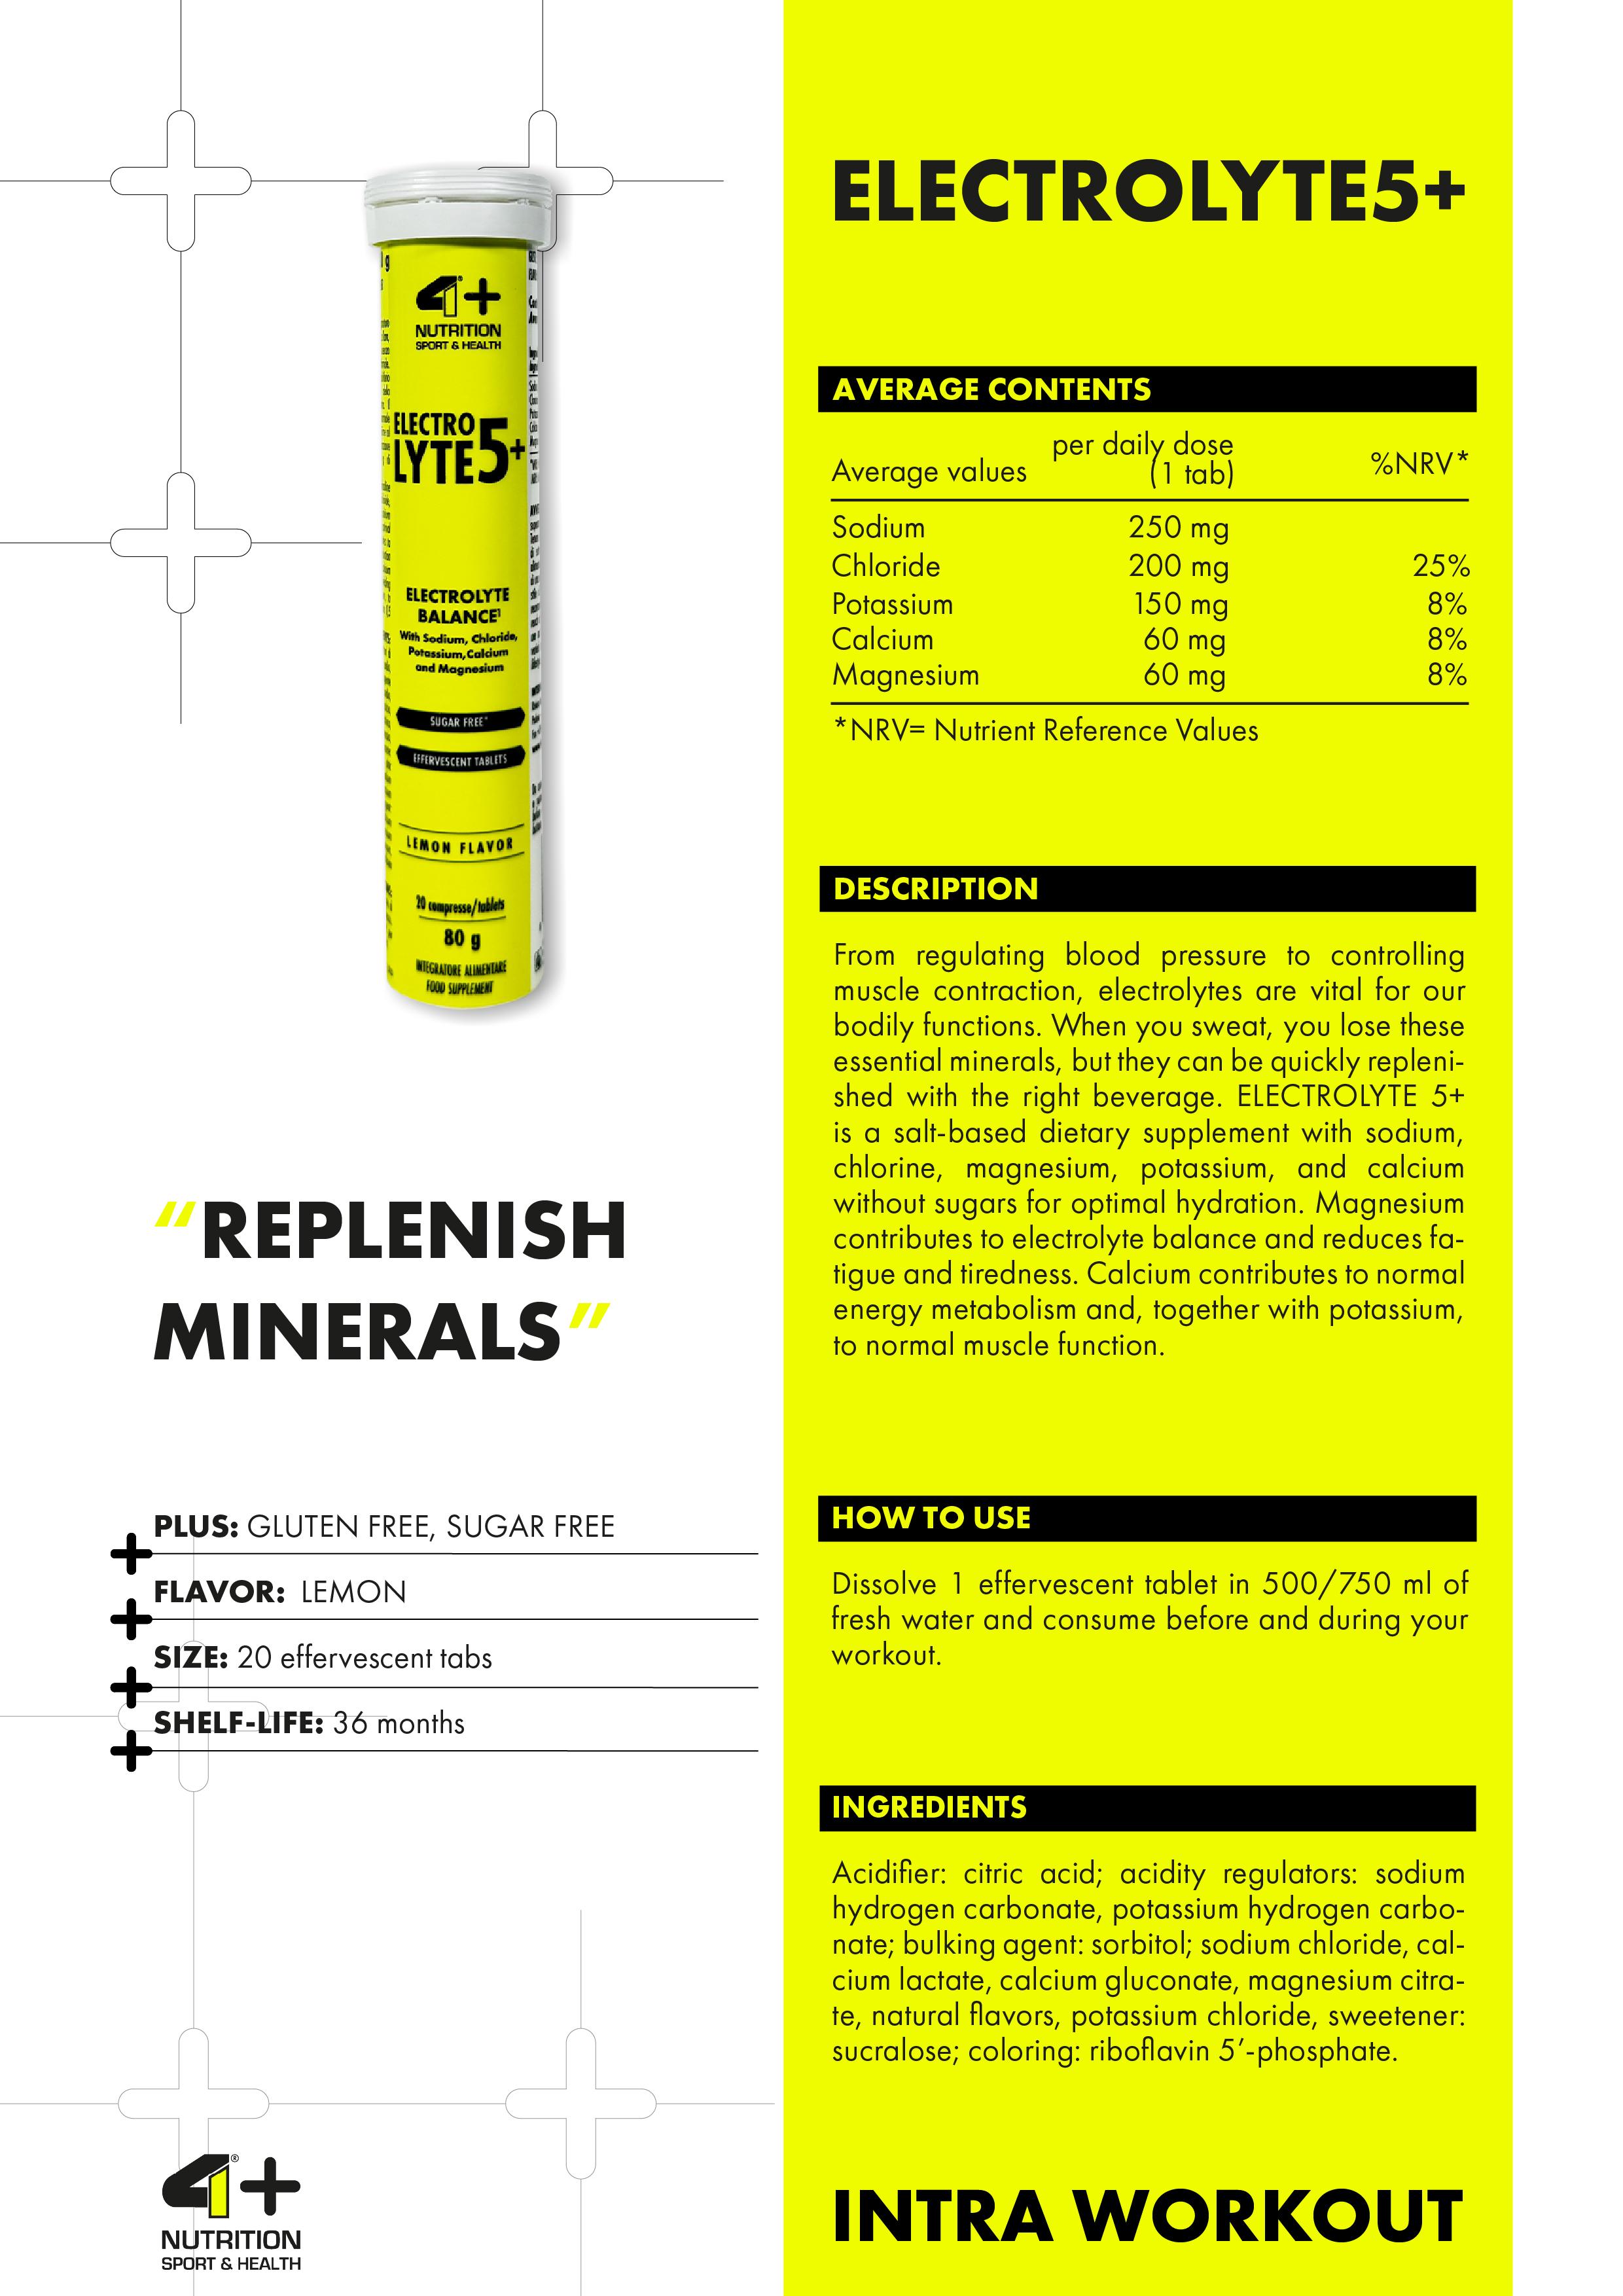 4+
NUTRITION
SPORT & HEALTH
ELECTRO
LYTE5+
ELECTROLYTE
BALANCE¹
With Sodium, Chloride,
Potassium, Calcium
and Magnesium
SUGAR FREE
EFFERVESCENT TABLETS
LEMON FLAVOR
20 compresse/tablets
80 g
INTEGRATORE ALIMENTARE
FOOD SUPPLEMENT
"REPLENISH
MINERALS"
PLUS: GLUTEN FREE, SUGAR FREE
FLAVOR: LEMON
SIZE: 20 effervescent tabs
SHELF-LIFE: 36 months
4+®
NUTRITION
SPORT & HEALTH
ELECTROLYTE5+
AVERAGE CONTENTS
Average values per daily dose (1 tab) %NRV*
Sodium 250 mg
Chloride 200 mg 25%
Potassium 150 mg 8%
Calcium 60 mg 8%
Magnesium 60 mg 8%
*NRV= Nutrient Reference Values
DESCRIPTION
From regulating blood pressure to controlling
muscle contraction, electrolytes are vital for our
bodily functions. When you sweat, you lose these
essential minerals, but they can be quickly repleni-
shed with the right beverage. ELECTROLYTE 5+
is a salt-based dietary supplement with sodium,
chlorine, magnesium, potassium, and calcium
without sugars for optimal hydration. Magnesium
contributes to electrolyte balance and reduces fa-
tigue and tiredness. Calcium contributes to normal
energy metabolism and, together with potassium,
to normal muscle function.
HOW TO USE
Dissolve 1 effervescent tablet in 500/750 ml of
fresh water and consume before and during your
workout.
INGREDIENTS
Acidifier: citric acid; acidity regulators: sodium
hydrogen carbonate, potassium hydrogen carbo-
nate; bulking agent: sorbitol; sodium chloride, cal-
cium lactate, calcium gluconate, magnesium citra-
te, natural flavors, potassium chloride, sweetener:
sucralose; coloring: riboflavin 5'-phosphate.
INTRA WORKOUT